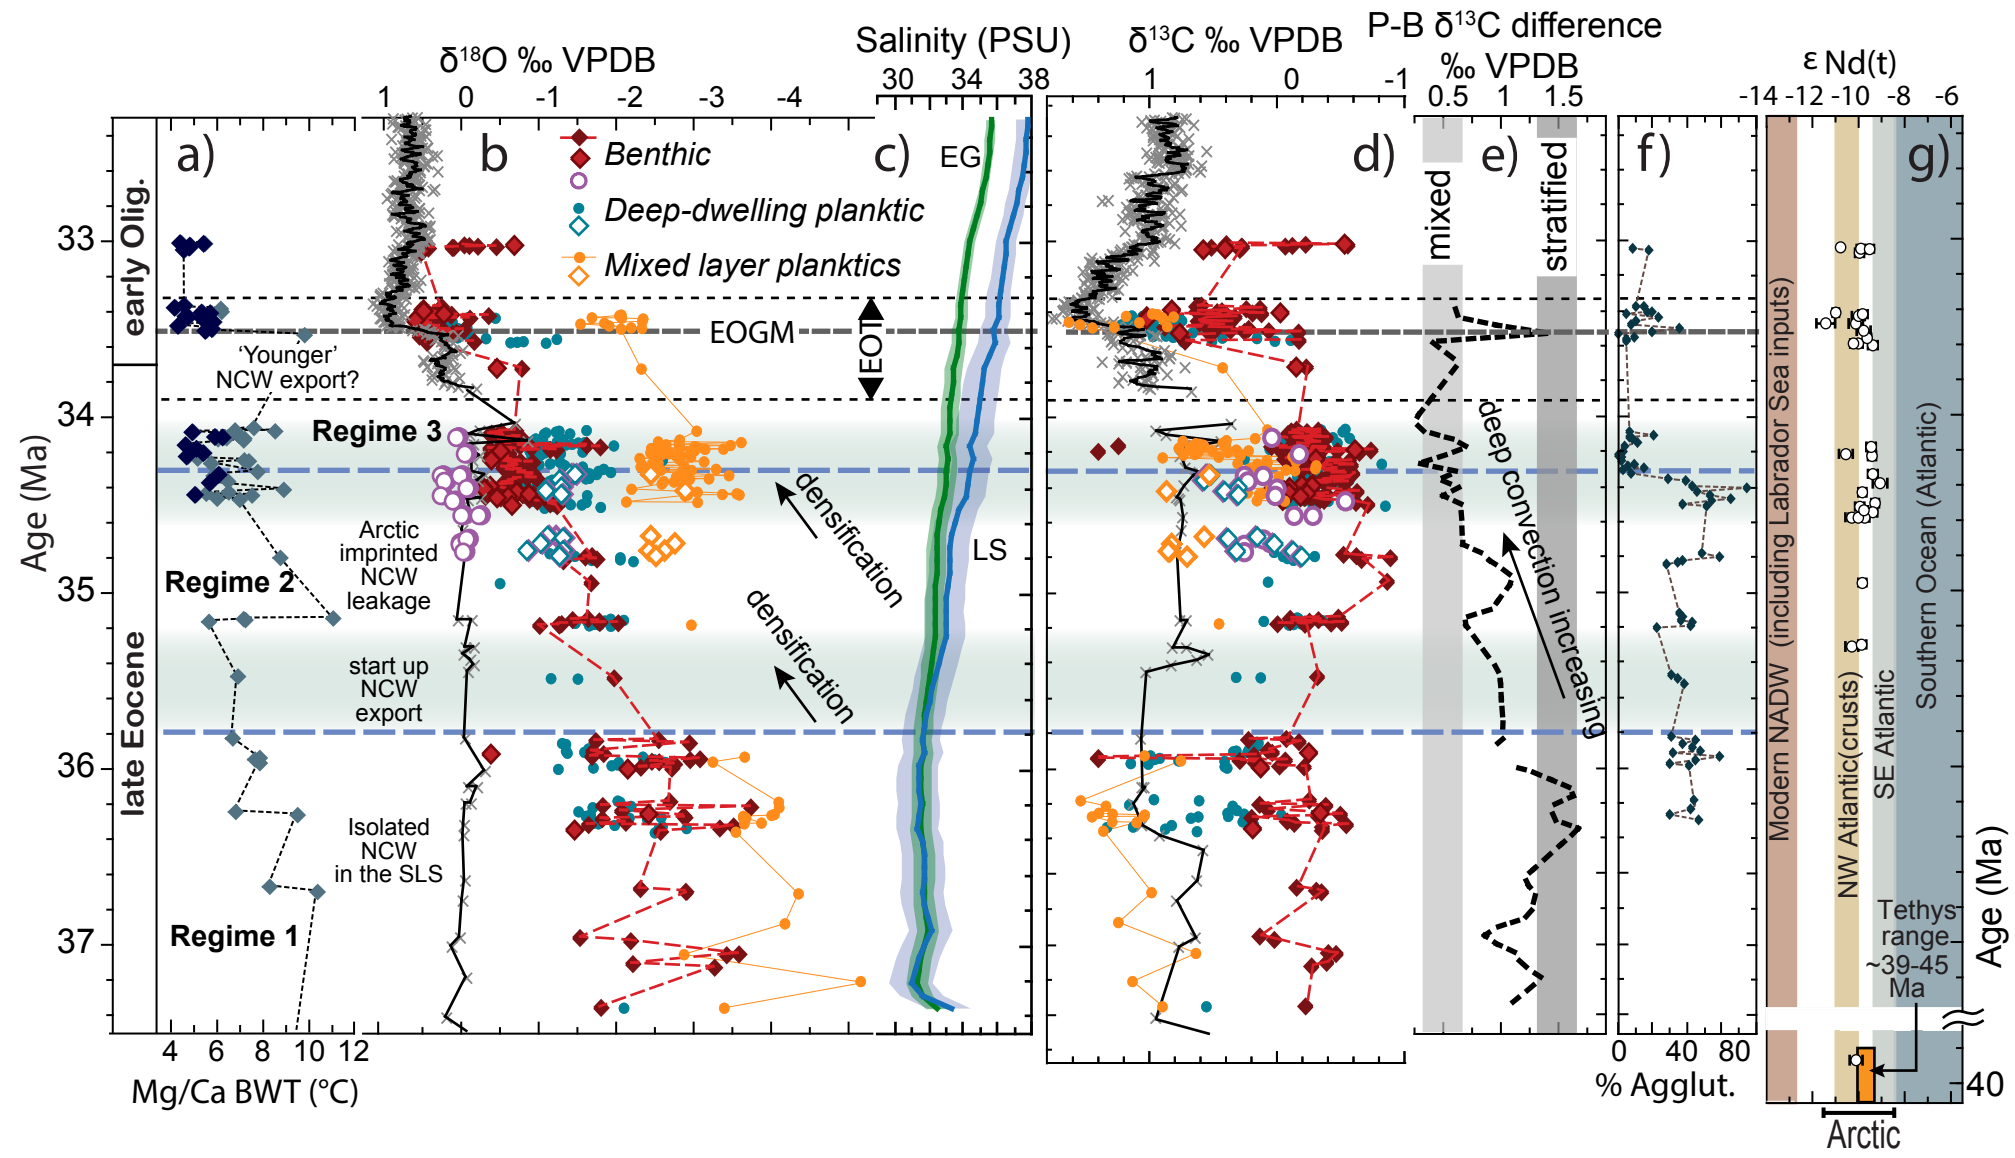 δ¹⁸O ‰ VPDB
Salinity (PSU)
δ¹³C ‰ VPDB
P-B δ¹³C difference
‰ VPDB
ε Nd(t)
1 0 -1 -2 -3 -4
30 34 38
1 0 -1
0.5 1 1.5
-14 -12 -10 -8 -6
a)
b
c)
d)
e)
f)
g)
Benthic
Deep-dwelling planktic
Mixed layer planktics
EG
LS
mixed
stratified
early Olig.
late Eocene
Age (Ma)
33
34
35
36
37
EOGM
EOT
'Younger'
NCW export?
Regime 3
Arctic
imprinted
NCW
leakage
Regime 2
start up
NCW
export
Isolated
NCW
in the SLS
Regime 1
densification
densification
deep convection increasing
Modern NADW (including Labrador Sea inputs)
NW Atlantic(crusts)
SE Atlantic
Southern Ocean (Atlantic)
Tethys
range
~39-45
Ma
Age (Ma)
40
4 6 8 10 12
Mg/Ca BWT (°C)
0 40 80
% Agglut.
Arctic